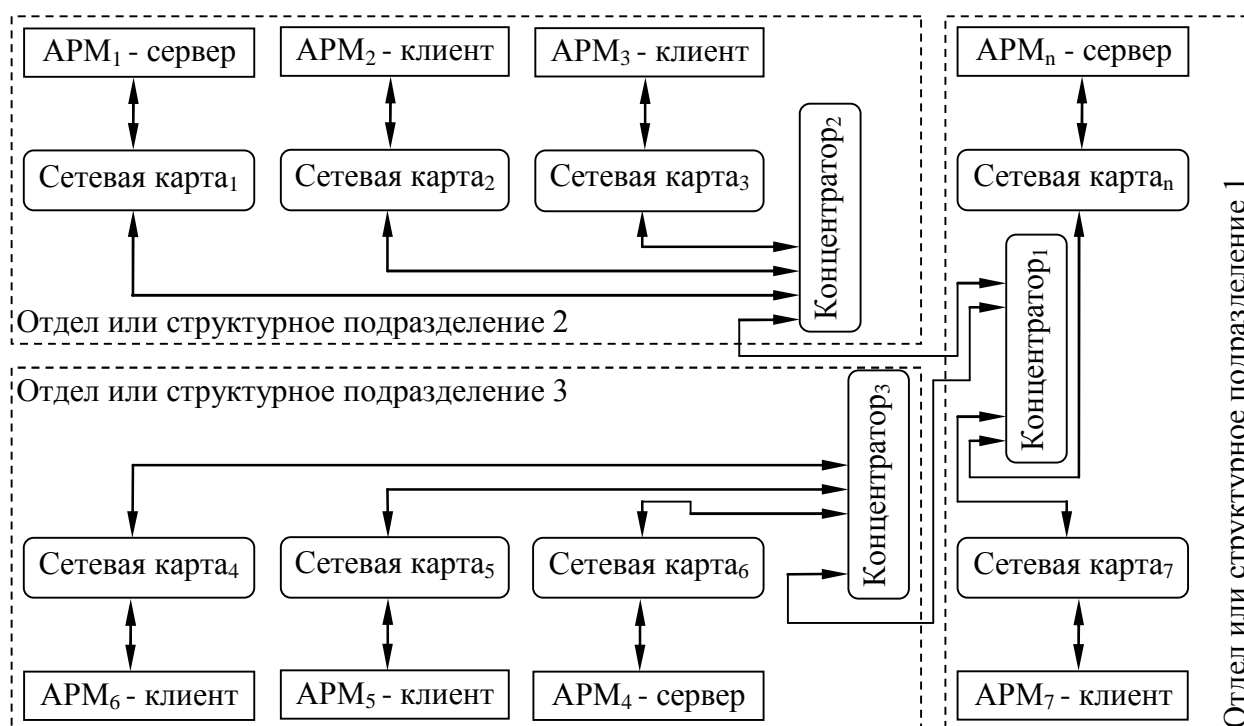 АРМ₁ - сервер
АРМ₂ - клиент
АРМ₃ - клиент
Сетевая карта₁
Сетевая карта₂
Сетевая карта₃
Концентратор₂
Отдел или структурное подразделение 2
АРМₙ - сервер
Сетевая картаₙ
Концентратор₁
Сетевая карта₇
АРМ₇ - клиент
Отдел или структурное подразделение 1
Отдел или структурное подразделение 3
Концентратор₃
Сетевая карта₄
Сетевая карта₅
Сетевая карта₆
АРМ₆ - клиент
АРМ₅ - клиент
АРМ₄ - сервер